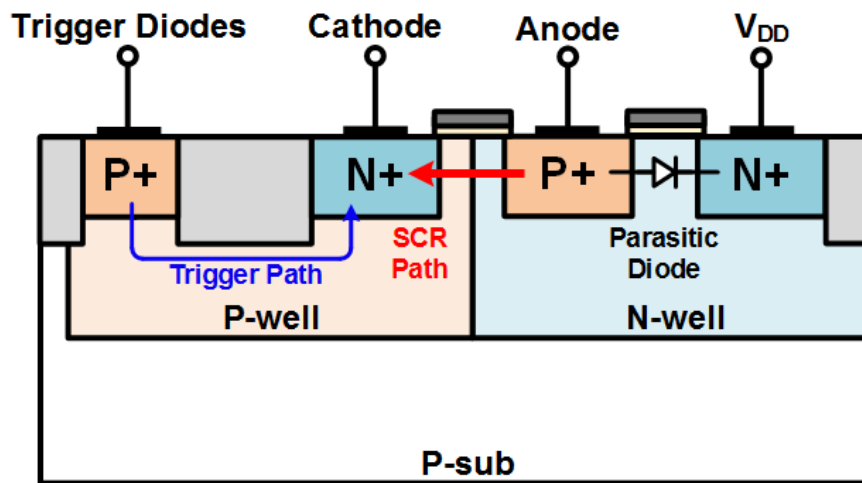 Trigger Diodes
Cathode
Anode
VDD
P+
N+
P+
N+
SCR
Path
Parasitic
Diode
Trigger Path
P-well
N-well
P-sub